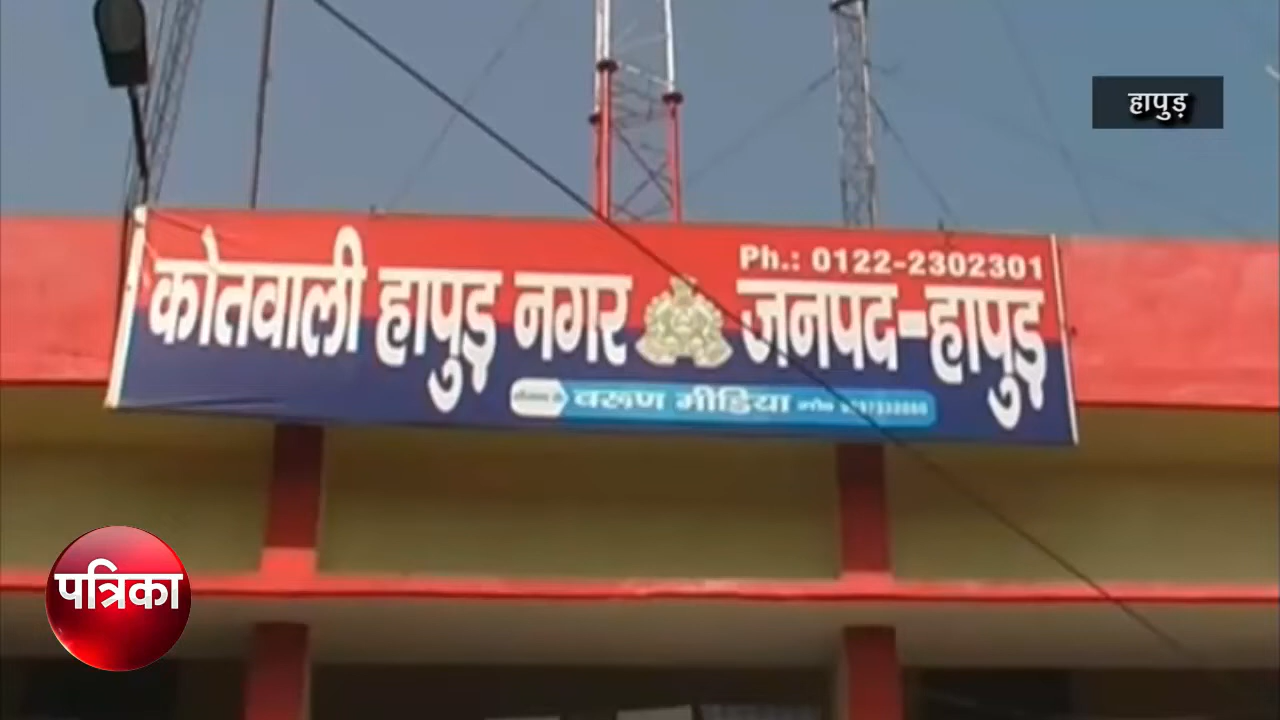 हापुड़
Ph.: 0122-2302301
कोतवाली हापुड़ नगर जनपद-हापुड़
वरूण मीडिया
पत्रिका